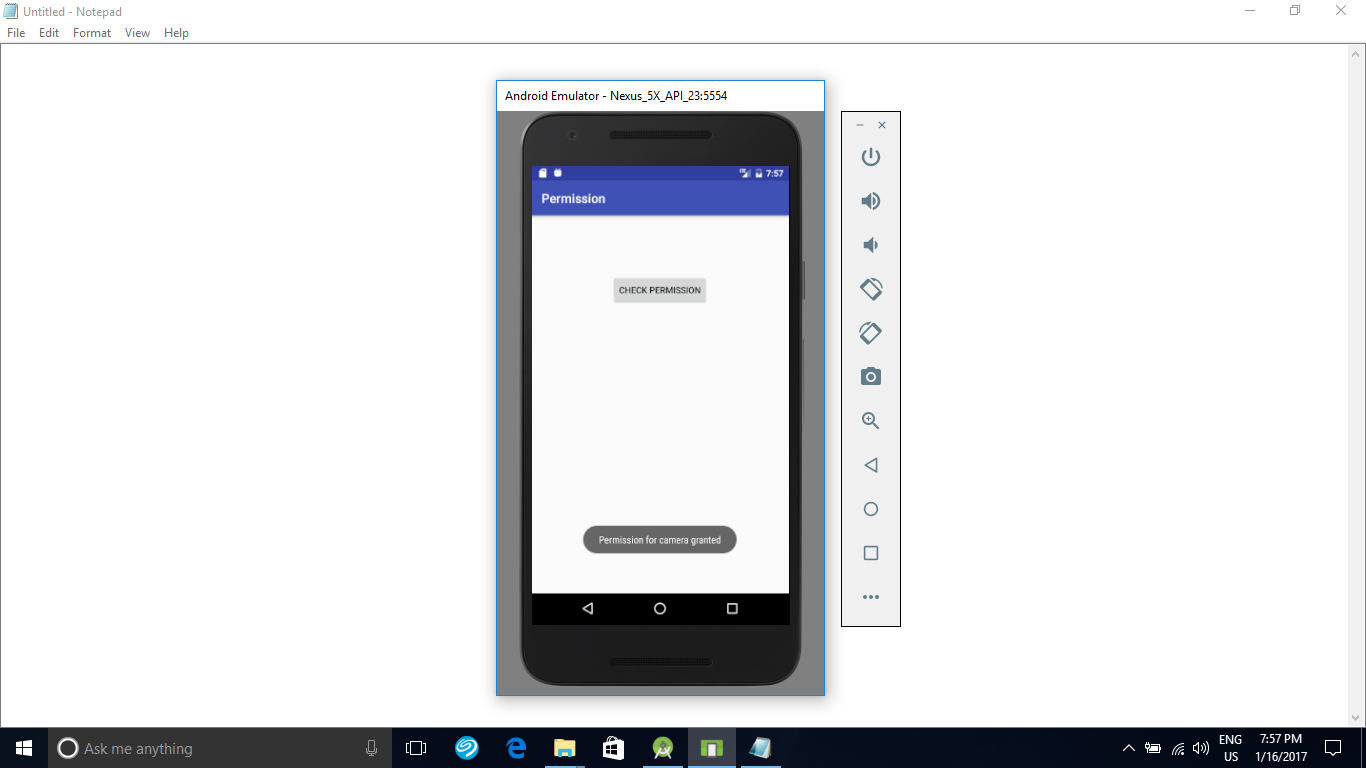 Untitled - Notepad
File Edit Format View Help
Android Emulator - Nexus_5X_API_23:5554
7:57
Permission
CHECK PERMISSION
Permission for camera granted
Ask me anything
ENG
US
7:57 PM
1/16/2017